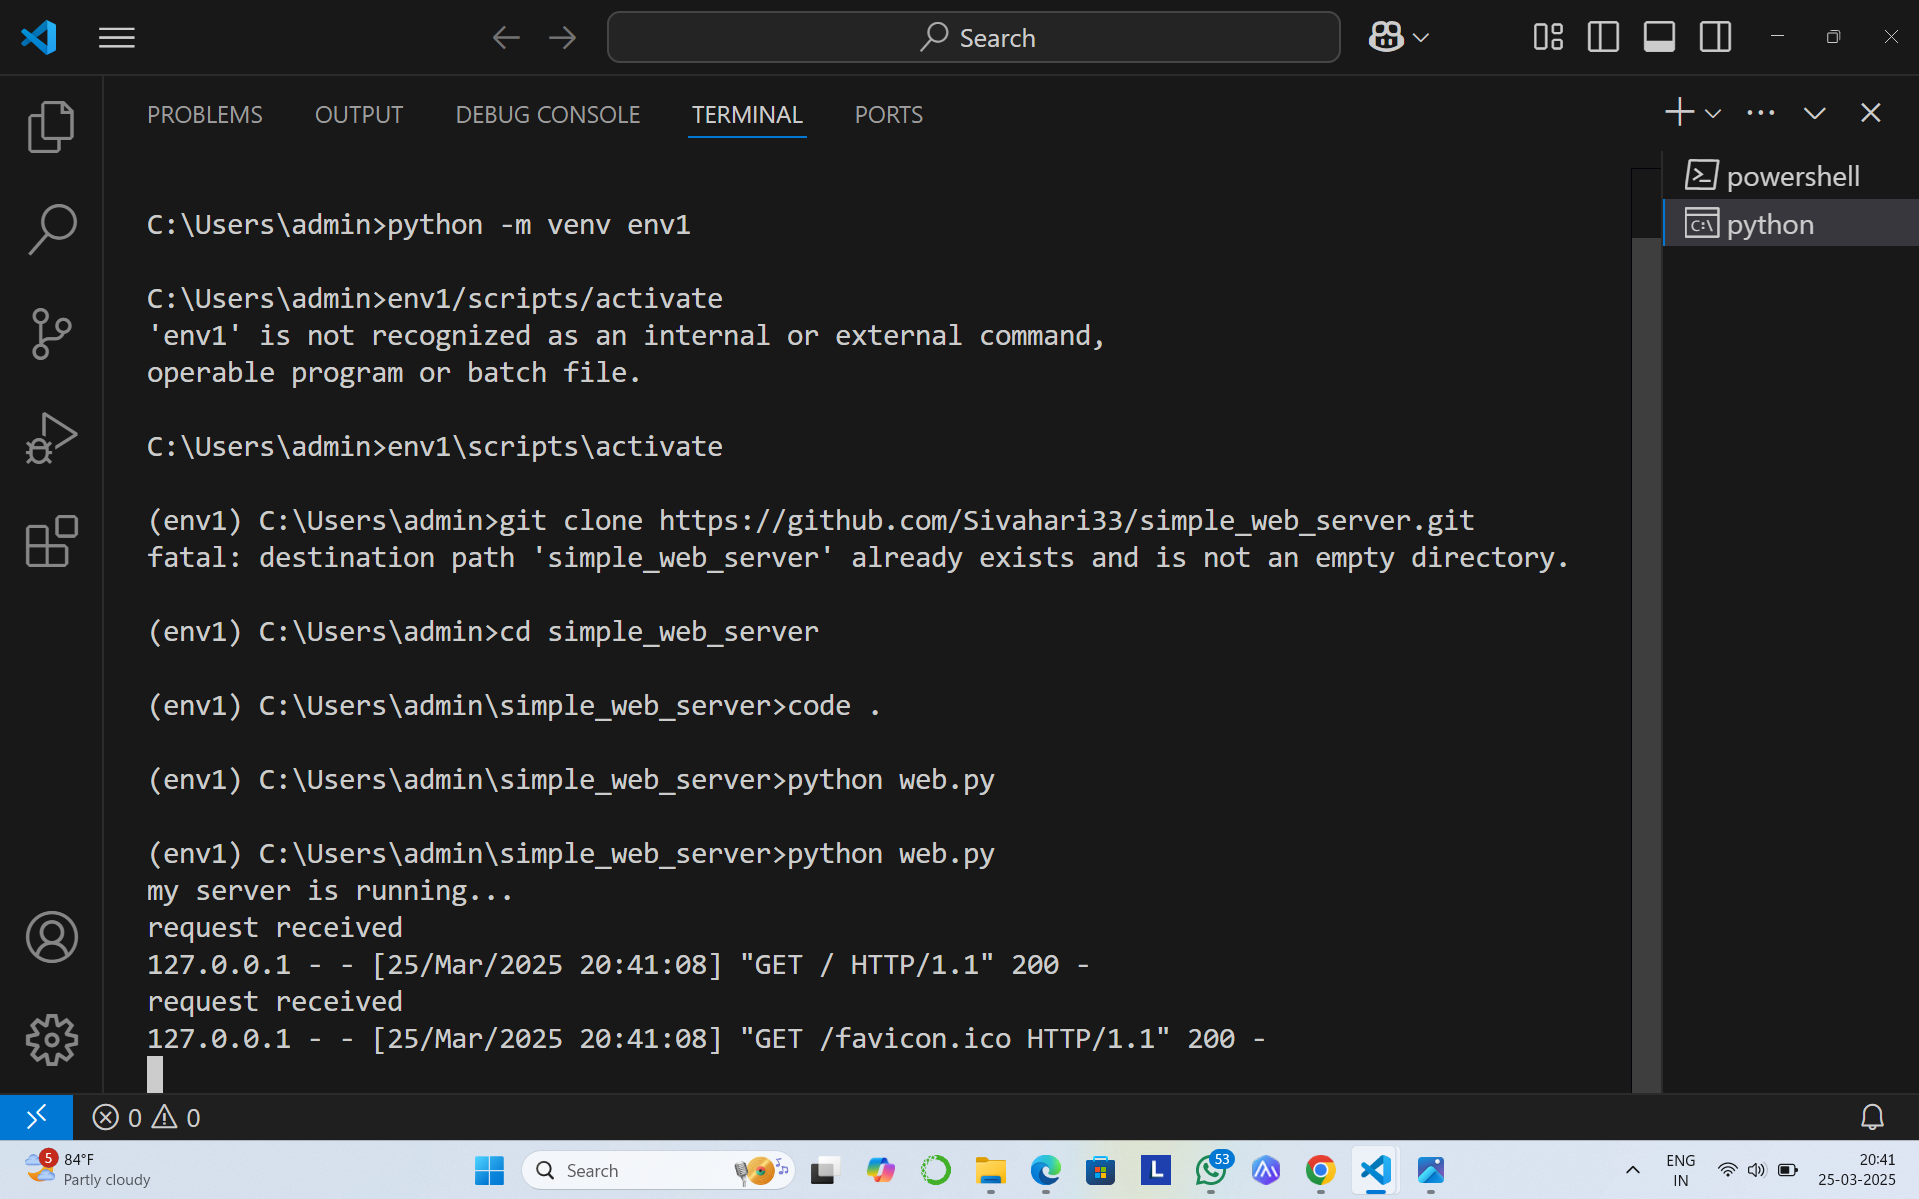 Search
PROBLEMS OUTPUT DEBUG CONSOLE TERMINAL PORTS
powershell
python
C:\Users\admin>python -m venv env1
C:\Users\admin>env1/scripts/activate
'env1' is not recognized as an internal or external command,
operable program or batch file.
C:\Users\admin>env1\scripts\activate
(env1) C:\Users\admin>git clone https://github.com/Sivahari33/simple_web_server.git
fatal: destination path 'simple_web_server' already exists and is not an empty directory.
(env1) C:\Users\admin>cd simple_web_server
(env1) C:\Users\admin\simple_web_server>code .
(env1) C:\Users\admin\simple_web_server>python web.py
(env1) C:\Users\admin\simple_web_server>python web.py
my server is running...
request received
127.0.0.1 - - [25/Mar/2025 20:41:08] "GET / HTTP/1.1" 200 -
request received
127.0.0.1 - - [25/Mar/2025 20:41:08] "GET /favicon.ico HTTP/1.1" 200 -
0 0
5
84°F
Partly cloudy
Search
L
53
ENG
IN
20:41
25-03-2025